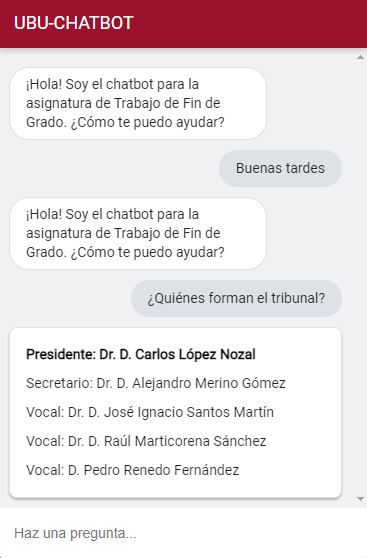 UBU-CHATBOT
¡Hola! Soy el chatbot para la
asignatura de Trabajo de Fin de
Grado. ¿Cómo te puedo ayudar?
Buenas tardes
¡Hola! Soy el chatbot para la
asignatura de Trabajo de Fin de
Grado. ¿Cómo te puedo ayudar?
¿Quiénes forman el tribunal?
Presidente: Dr. D. Carlos López Nozal
Secretario: Dr. D. Alejandro Merino Gómez
Vocal: Dr. D. José Ignacio Santos Martín
Vocal: Dr. D. Raúl Marticorena Sánchez
Vocal: D. Pedro Renedo Fernández
Haz una pregunta...